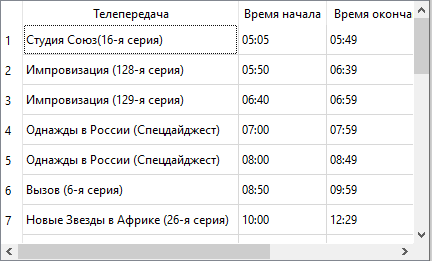 Телепередача Время начала Время оконча
1 Студия Союз(16-я серия) 05:05 05:49
2 Импровизация (128-я серия) 05:50 06:39
3 Импровизация (129-я серия) 06:40 06:59
4 Однажды в России (Спецдайджест) 07:00 07:59
5 Однажды в России (Спецдайджест) 08:00 08:49
6 Вызов (6-я серия) 08:50 09:59
7 Новые Звезды в Африке (26-я серия) 10:00 12:29